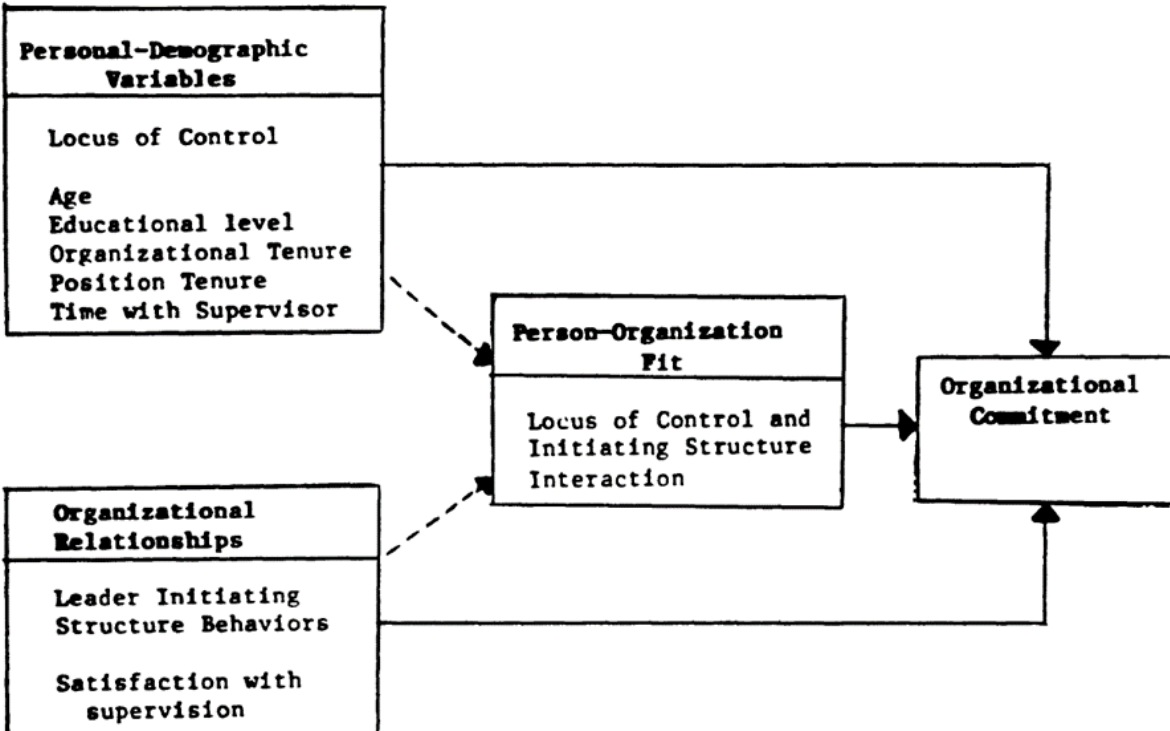 Personal-Demographic
Variables
Locus of Control
Age
Educational level
Organizational Tenure
Position Tenure
Time with Supervisor
Person-Organization
Fit
Locus of Control and
Initiating Structure
Interaction
Organizational
Commitment
Organizational
Relationships
Leader Initiating
Structure Behaviors
Satisfaction with
supervision